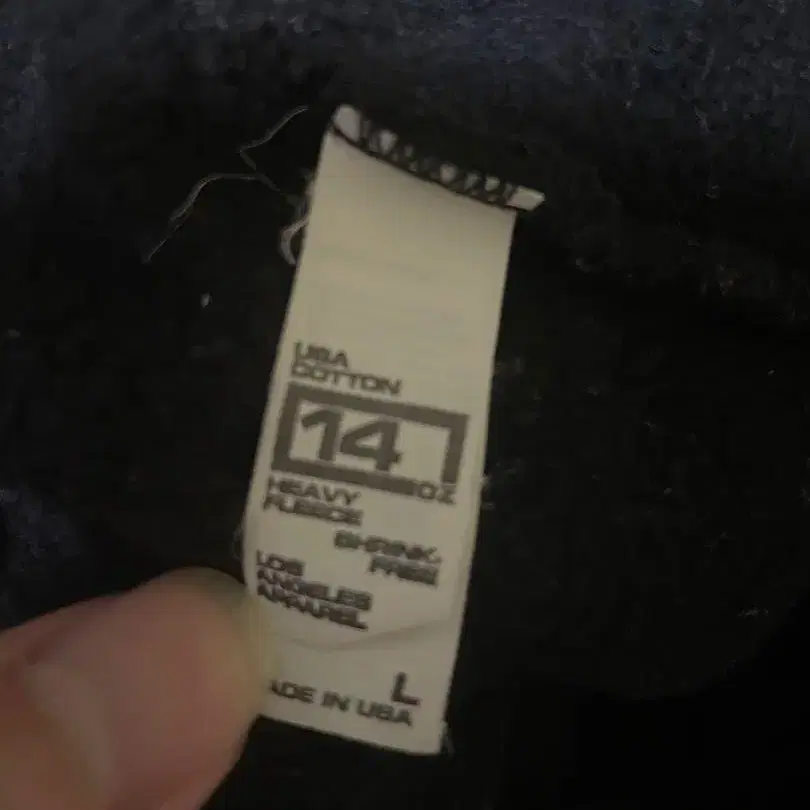 USA
COTTON
14
OZ
HEAVY
FLEECE
SHRINK-
FREE
LOS
ANGELES
APPAREL
L
ADE IN USA